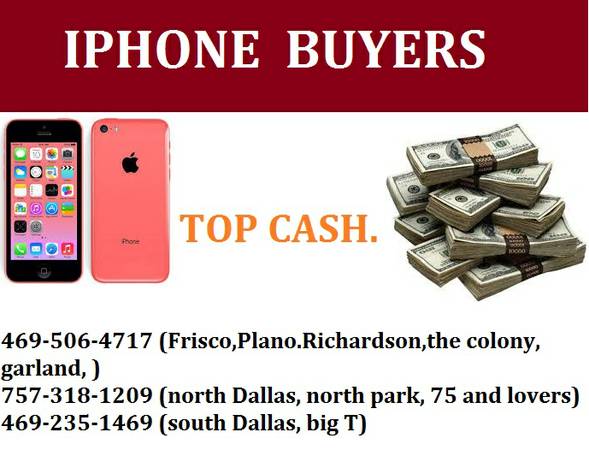 IPHONE BUYERS
iPhone
TOP CASH.
469-506-4717 (Frisco,Plano.Richardson,the colony,
garland, )
757-318-1209 (north Dallas, north park, 75 and lovers)
469-235-1469 (south Dallas, big T)